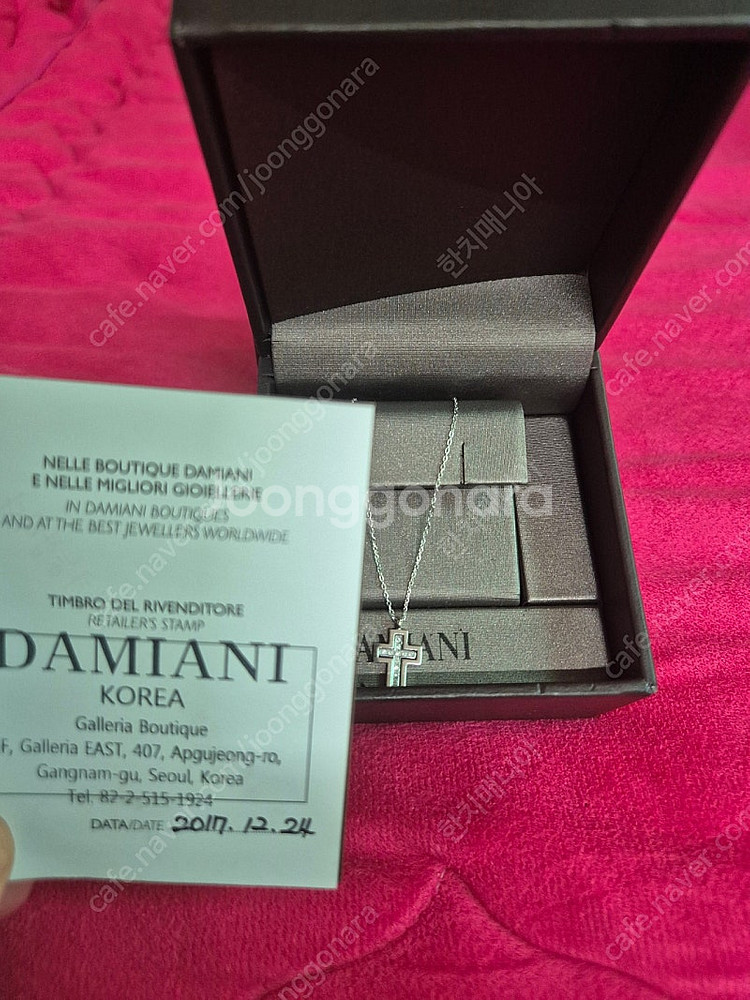 NELLE BOUTIQUE DAMIANI
E NELLE MIGLIORI GIOIELLERIE
IN DAMIANI BOUTIQUES
AND AT THE BEST JEWELLERS WORLDWIDE
TIMBRO DEL RIVENDITORE
RETAILER'S STAMP
DAMIANI
KOREA
Galleria Boutique
F, Galleria EAST, 407, Apgujeong-ro,
Gangnam-gu, Seoul, Korea
Tel. 82-2-515-1924
DATA/DATE 2017.12.24
cafe.naver.com/joonggonara
한치매니아
Joonggonara